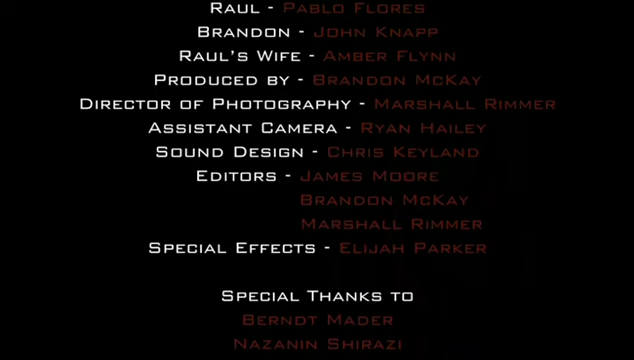 Raul - Pablo Flores
Brandon - John Knapp
Raul's Wife - Amber Flynn
Produced by - Brandon McKay
Director of Photography - Marshall Rimmer
Assistant Camera - Ryan Hailey
Sound Design - Chris Keyland
Editors - James Moore
Brandon McKay
Marshall Rimmer
Special Effects - Elijah Parker
Special Thanks to
Berndt Mader
Nazanin Shirazi